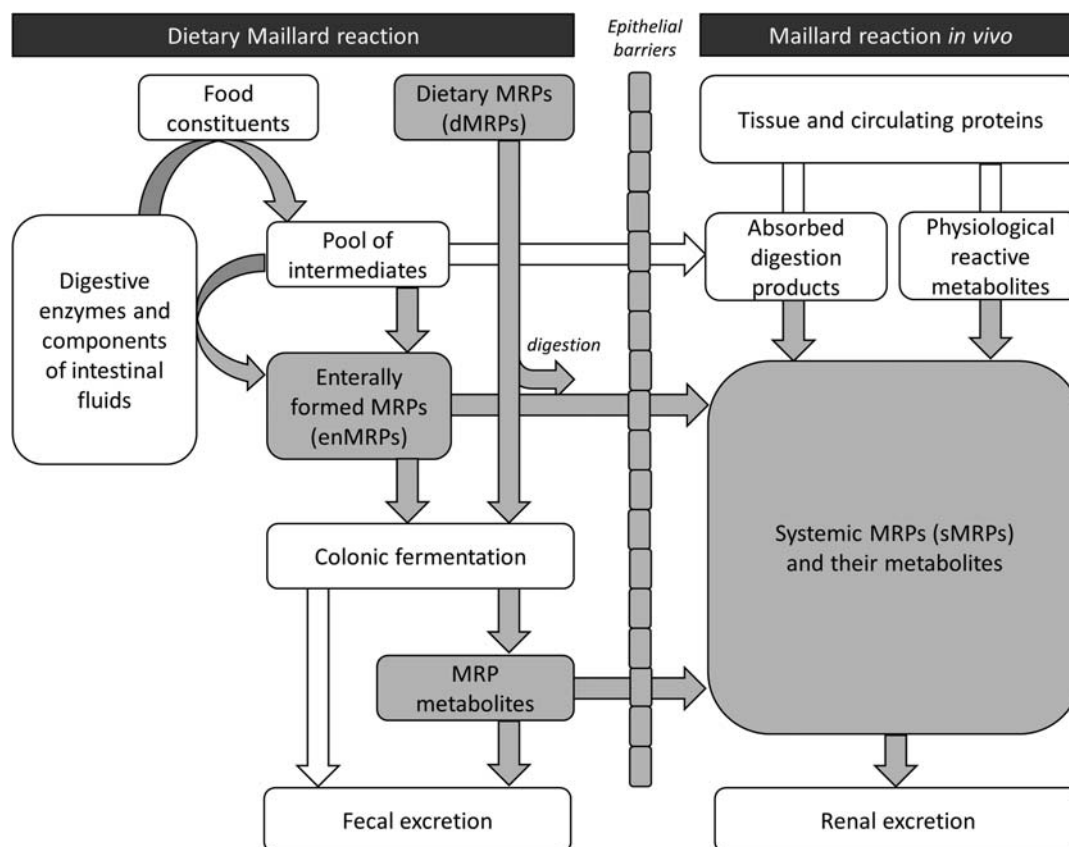 Dietary Maillard reaction
Epithelial
barriers
Maillard reaction in vivo
Food
constituents
Dietary MRPs
(dMRPs)
Tissue and circulating proteins
Digestive
enzymes and
components
of intestinal
fluids
Pool of
intermediates
Absorbed
digestion
products
Physiological
reactive
metabolites
digestion
Enterally
formed MRPs
(enMRPs)
Systemic MRPs (sMRPs)
and their metabolites
Colonic fermentation
MRP
metabolites
Fecal excretion
Renal excretion